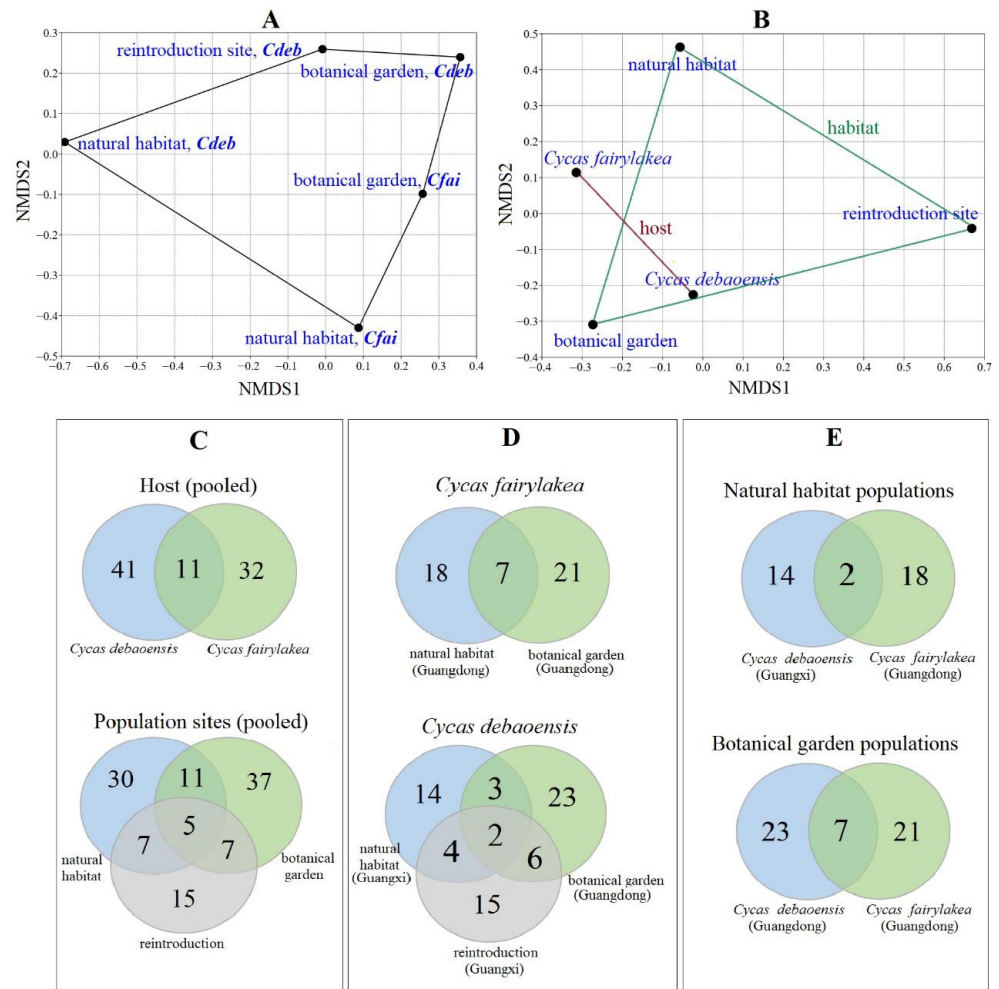 A
0.3
0.2
0.1
0.0
−0.1
−0.2
−0.3
−0.4
−0.5
NMDS2
reintroduction site, Cdeb
botanical garden, Cdeb
natural habitat, Cdeb
botanical garden, Cfai
natural habitat, Cfai
−0.7 −0.6 −0.5 −0.4 −0.3 −0.2 −0.1 0.0 0.1 0.2 0.3 0.4
NMDS1
B
0.5
0.4
0.3
0.2
0.1
0.0
−0.1
−0.2
−0.3
−0.4
NMDS2
natural habitat
habitat
Cycas fairylakea
reintroduction site
host
Cycas debaoensis
botanical garden
−0.4 −0.3 −0.2 −0.1 0.0 0.1 0.2 0.3 0.4 0.5 0.6 0.7
NMDS1
C
Host (pooled)
41 11 32
Cycas debaoensis Cycas fairylakea
Population sites (pooled)
30 11 37
5
7 7
natural
habitat
botanical
garden
15
reintroduction
D
Cycas fairylakea
18 7 21
natural habitat
(Guangdong)
botanical garden
(Guangdong)
Cycas debaoensis
14 3 23
2
4 6
natural
habitat
(Guangxi)
botanical garden
(Guangdong)
15
reintroduction
(Guangxi)
E
Natural habitat populations
14 2 18
Cycas debaoensis
(Guangxi)
Cycas fairylakea
(Guangdong)
Botanical garden populations
23 7 21
Cycas debaoensis
(Guangdong)
Cycas fairylakea
(Guangdong)